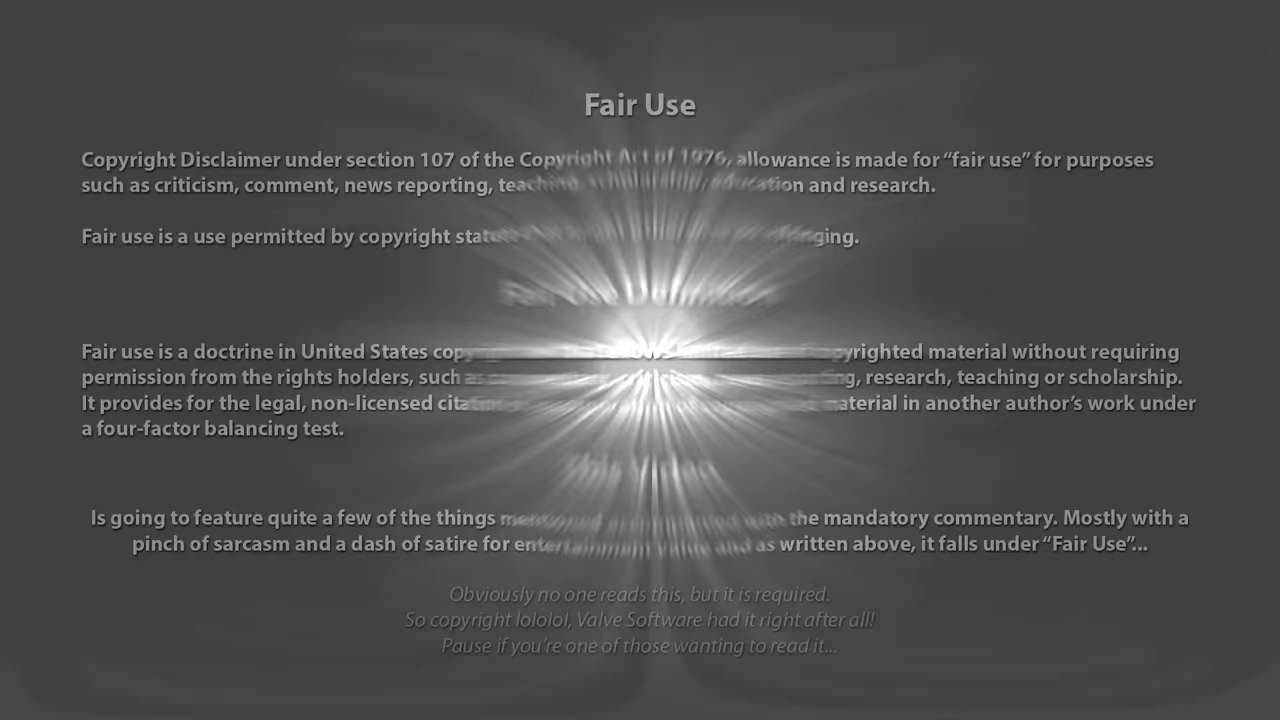 Fair Use
Copyright Disclaimer under section 107 of the Copyright Act of 1976, allowance is made for “fair use” for purposes
such as criticism, comment, news reporting, teaching, scholarship, education and research.
Fair use is a use permitted by copyright
Fair use is a doctrine in United States material without requiring
permission from the rights holders, such research, teaching or scholarship.
It provides for the legal, non-licensed material in another author’s work under
a four-factor balancing test.
Is going to feature quite a few of the things mentioned with the mandatory commentary. Mostly with a
pinch of sarcasm and a dash of satire for entertainment value and as written above, it falls under “Fair Use”...
Obviously no one reads this, but it is required.
So copyright lololol, Valve Software had it right after all!
Pause if you’re one of those wanting to read it...